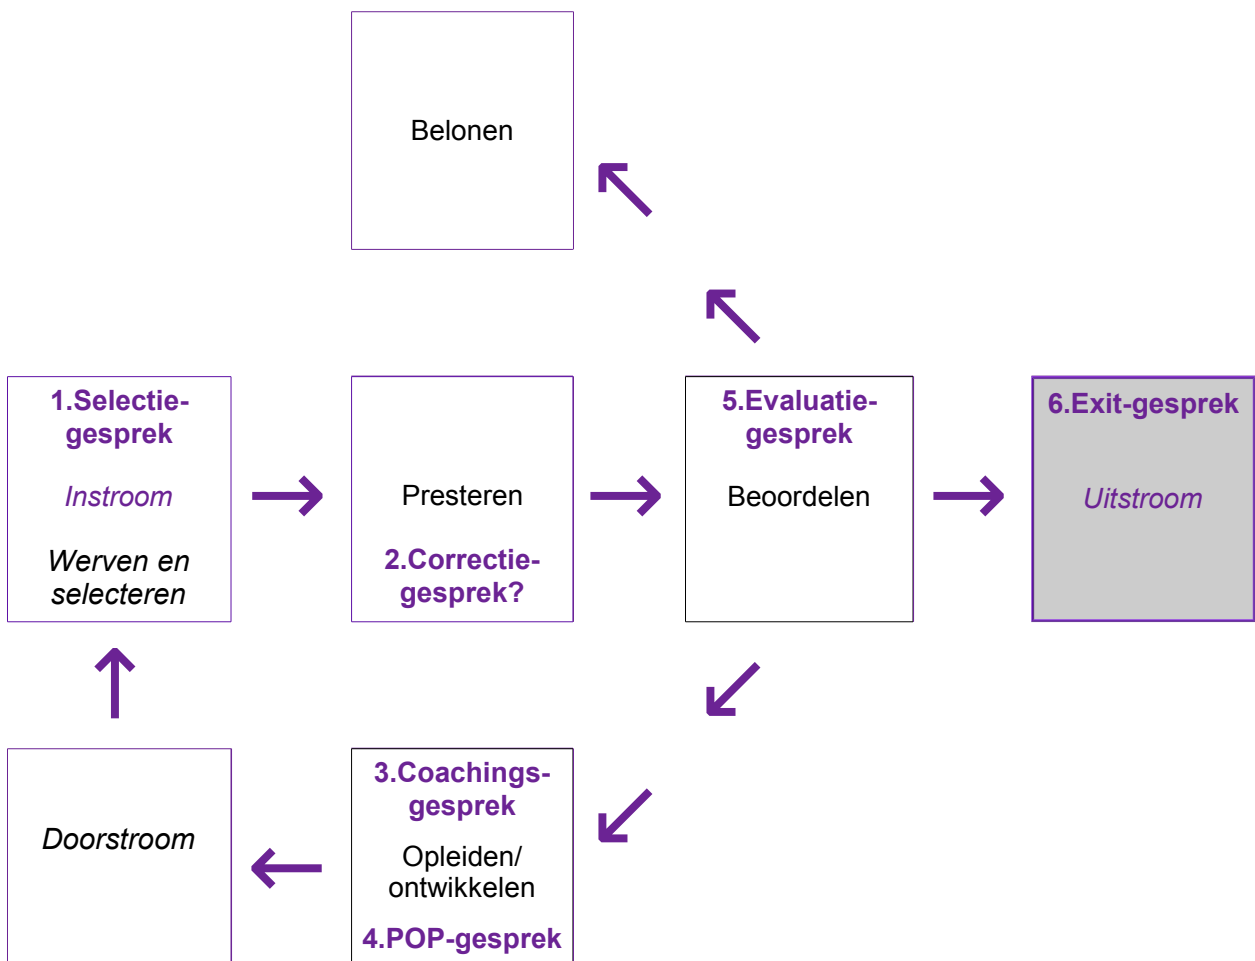 Belonen
1.Selectie-
gesprek
Instroom
Werven en
selecteren
Presteren
2.Correctie-
gesprek?
5.Evaluatie-
gesprek
Beoordelen
6.Exit-gesprek
Uitstroom
Doorstroom
3.Coachings-
gesprek
Opleiden/
ontwikkelen
4.POP-gesprek